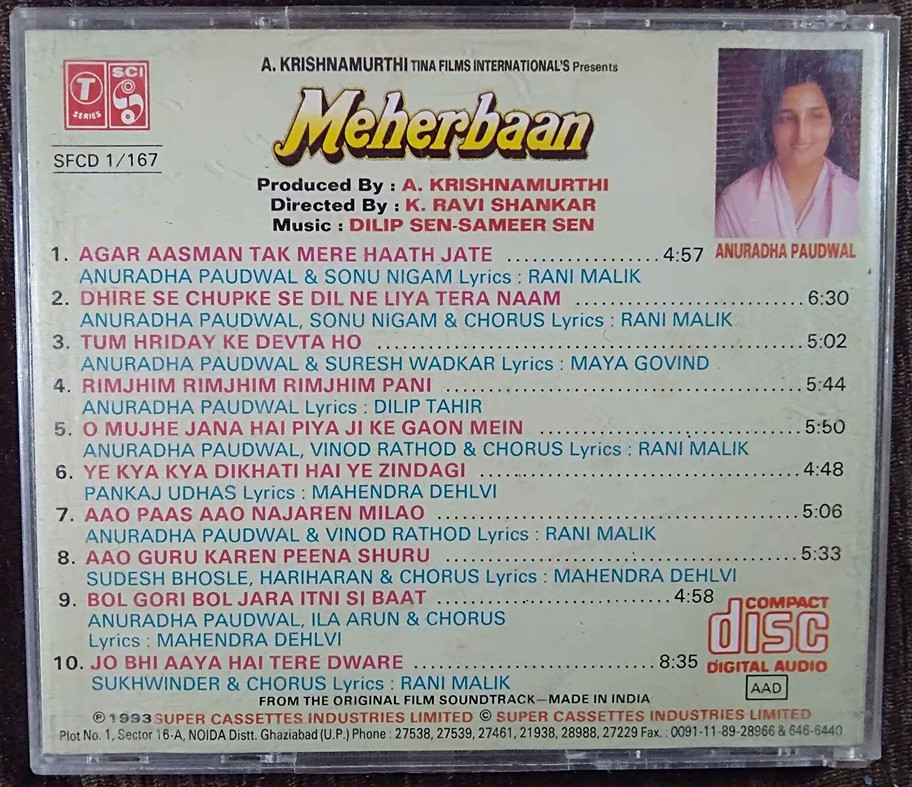 A. KRISHNAMURTHI TINA FILMS INTERNATIONAL'S Presents
T SERIES
SCI
Meherbaan
SFCD 1/167
Produced By : A. KRISHNAMURTHI
Directed By : K. RAVI SHANKAR
Music : DILIP SEN-SAMEER SEN
ANURADHA PAUDWAL
1. AGAR AASMAN TAK MERE HAATH JATE ....................4:57
ANURADHA PAUDWAL & SONU NIGAM Lyrics : RANI MALIK
2. DHIRE SE CHUPKE SE DIL NE LIYA TERA NAAM ..............................6:30
ANURADHA PAUDWAL, SONU NIGAM & CHORUS Lyrics : RANI MALIK
3. TUM HRIDAY KE DEVTA HO ........................................................5:02
ANURADHA PAUDWAL & SURESH WADKAR Lyrics : MAYA GOVIND
4. RIMJHIM RIMJHIM RIMJHIM PANI ..............................................5:44
ANURADHA PAUDWAL Lyrics : DILIP TAHIR
5. O MUJHE JANA HAI PIYA JI KE GAON MEIN ...................................5:50
ANURADHA PAUDWAL, VINOD RATHOD & CHORUS Lyrics : RANI MALIK
6. YE KYA KYA DIKHATI HAI YE ZINDAGI ..........................................4:48
PANKAJ UDHAS Lyrics : MAHENDRA DEHLVI
7. AAO PAAS AAO NAJAREN MILAO ................................................5:06
ANURADHA PAUDWAL & VINOD RATHOD Lyrics : RANI MALIK
8. AAO GURU KAREN PEENA SHURU ...............................................5:33
SUDESH BHOSLE, HARIHARAN & CHORUS Lyrics : MAHENDRA DEHLVI
9. BOL GORI BOL JARA ITNI SI BAAT ...............................4:58
ANURADHA PAUDWAL, ILA ARUN & CHORUS
Lyrics : MAHENDRA DEHLVI
10. JO BHI AAYA HAI TERE DWARE ..............................8:35
SUKHWINDER & CHORUS Lyrics : RANI MALIK
COMPACT
disc
DIGITAL AUDIO
AAD
FROM THE ORIGINAL FILM SOUNDTRACK—MADE IN INDIA
℗ 1993 SUPER CASSETTES INDUSTRIES LIMITED © SUPER CASSETTES INDUSTRIES LIMITED
Plot No. 1, Sector 16-A, NOIDA Distt. Ghaziabad (U.P.) Phone : 27538, 27539, 27461, 21938, 28988, 27229 Fax. : 0091-11-89-28966 & 646-6440